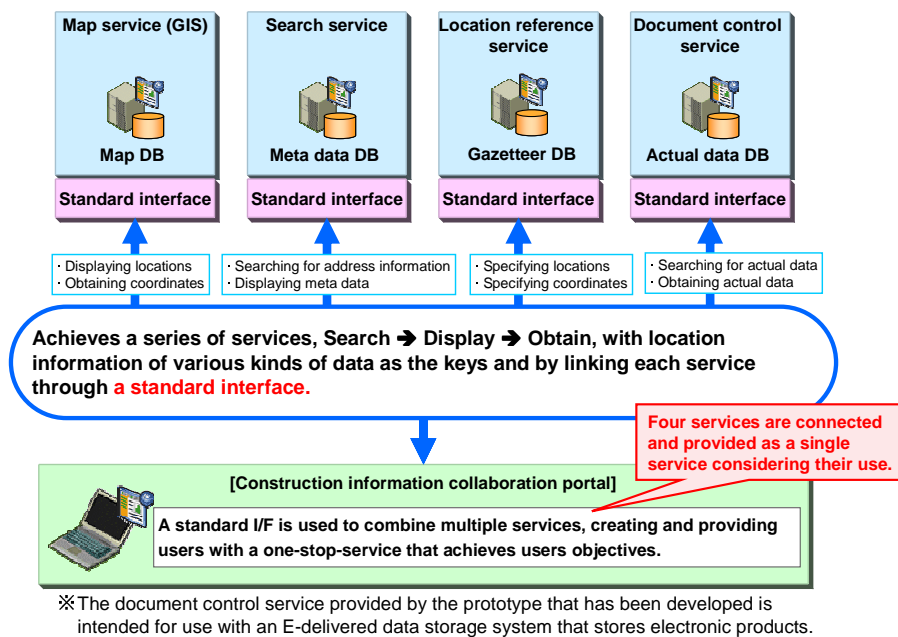 Map service (GIS)
Map DB
Standard interface
Search service
Meta data DB
Standard interface
Location reference
service
Gazetteer DB
Standard interface
Document control
service
Actual data DB
Standard interface
· Displaying locations
· Obtaining coordinates
· Searching for address information
· Displaying meta data
· Specifying locations
· Specifying coordinates
· Searching for actual data
· Obtaining actual data
Achieves a series of services, Search ➔ Display ➔ Obtain, with location
information of various kinds of data as the keys and by linking each service
through a standard interface.
Four services are connected
and provided as a single
service considering their use.
[Construction information collaboration portal]
A standard I/F is used to combine multiple services, creating and providing
users with a one-stop-service that achieves users objectives.
※The document control service provided by the prototype that has been developed is
intended for use with an E-delivered data storage system that stores electronic products.